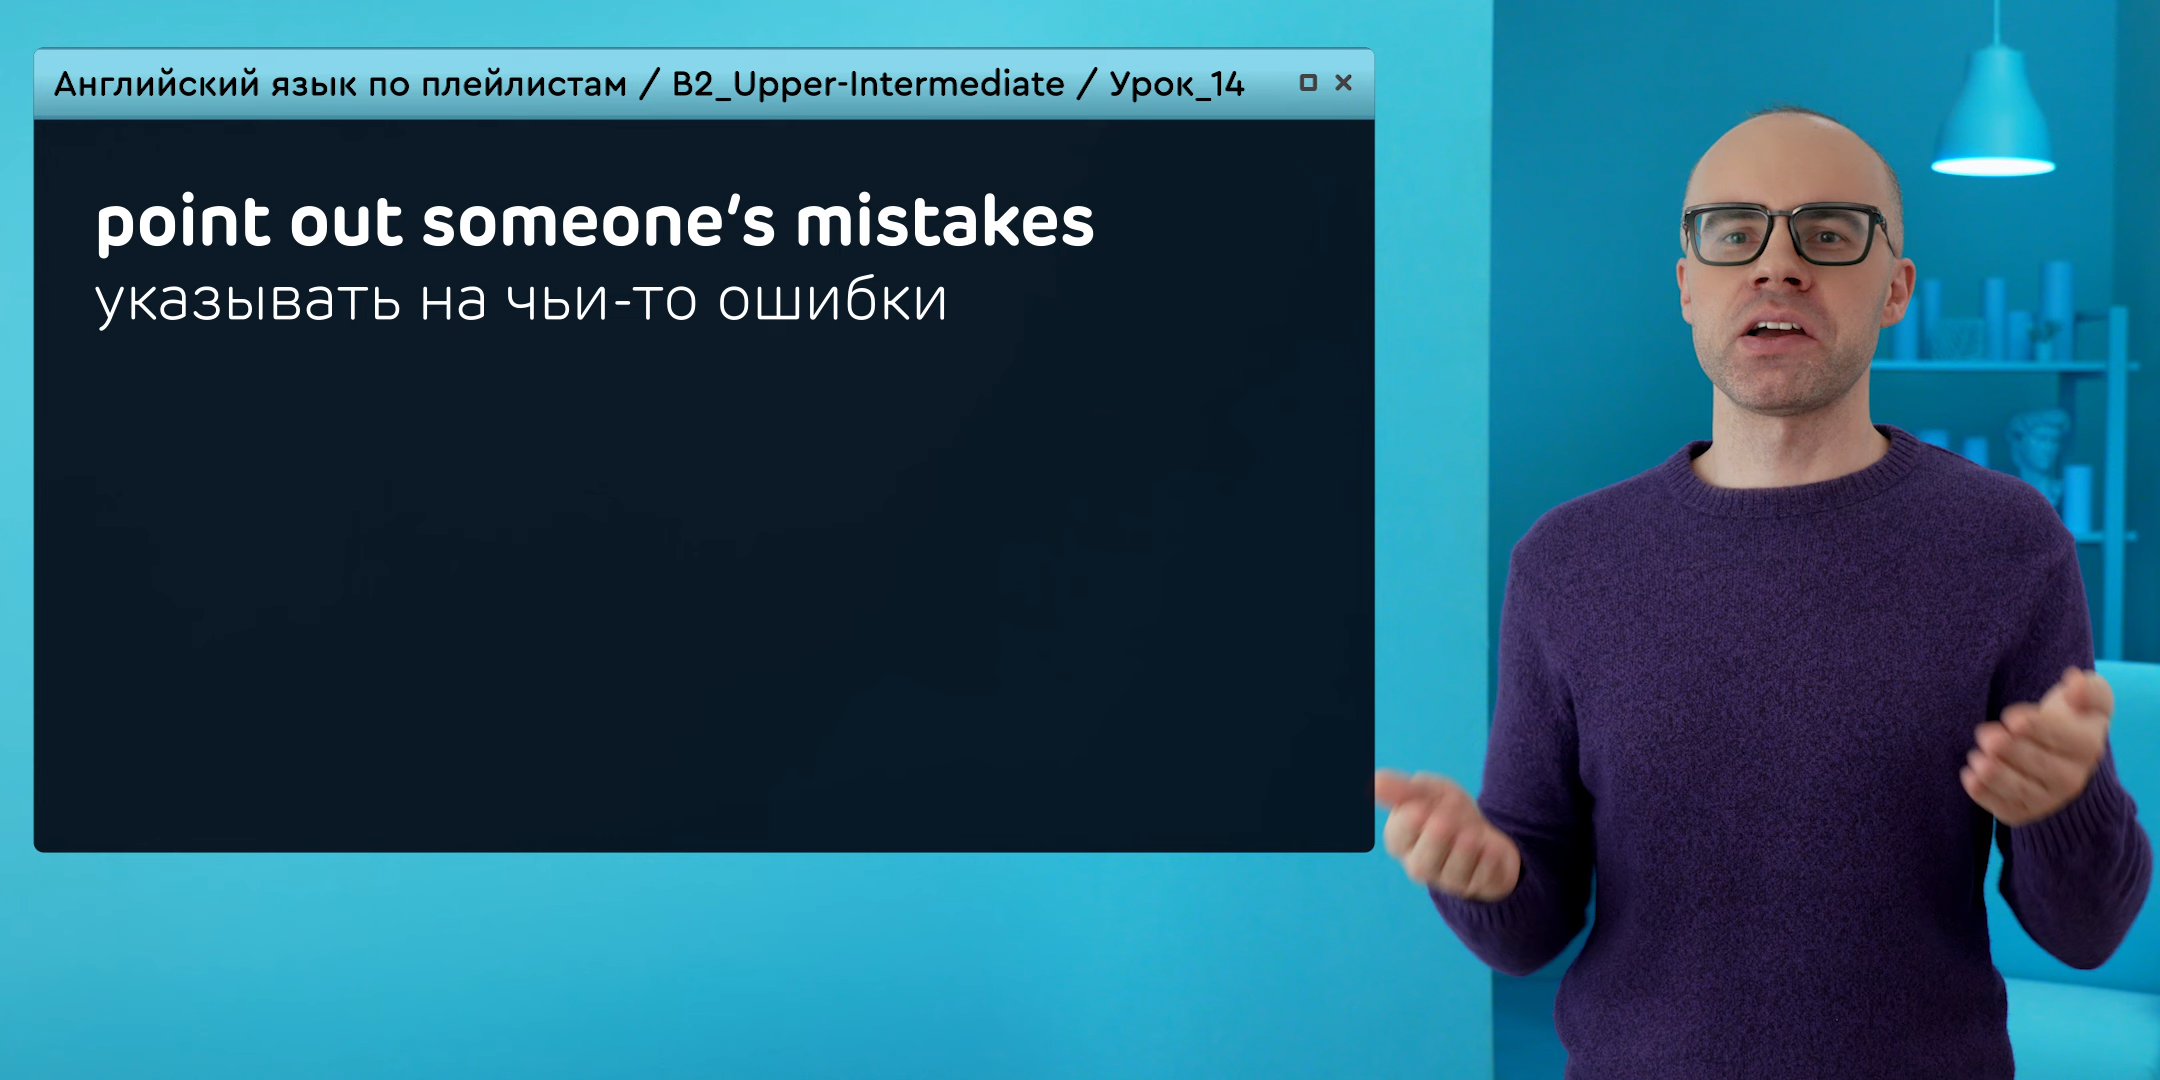 Английский язык по плейлистам / B2_Upper-Intermediate / Урок_14
point out someone's mistakes
указывать на чьи-то ошибки